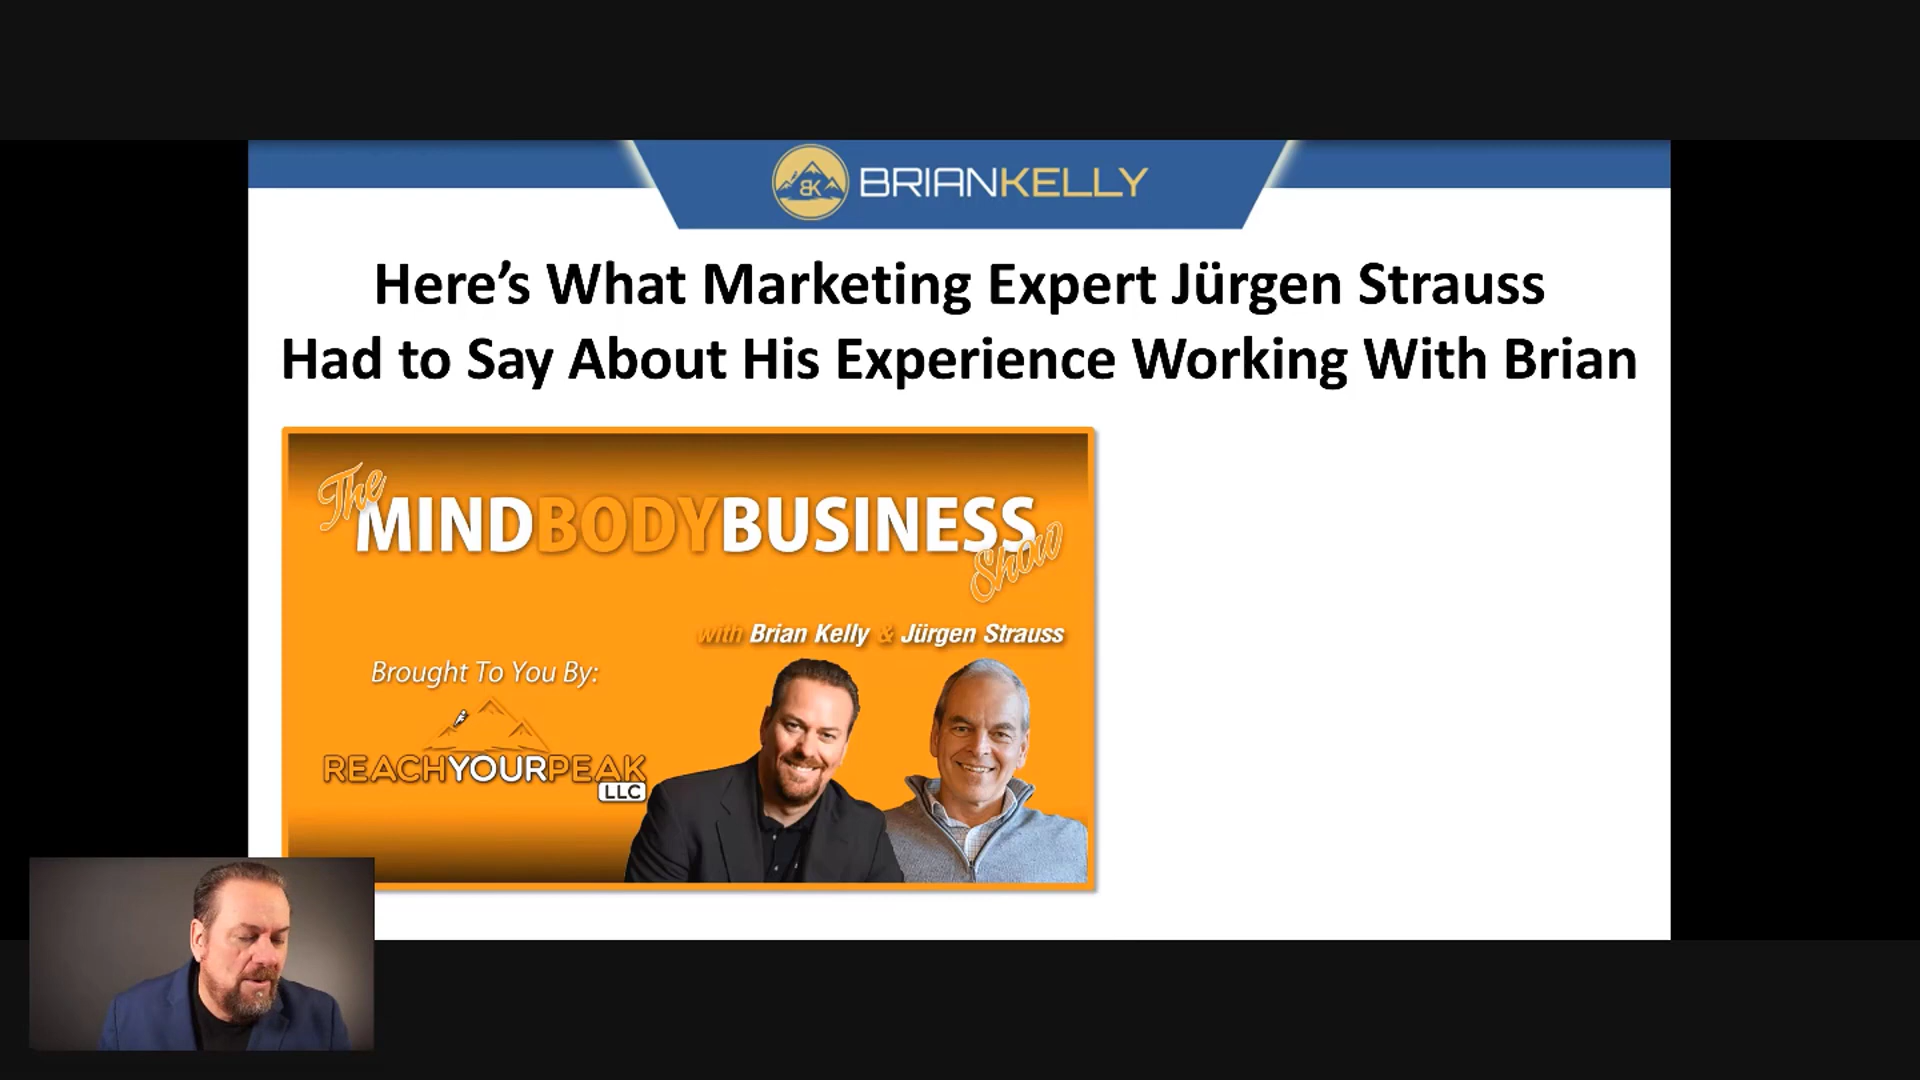 BK BRIANKELLY
Here’s What Marketing Expert Jürgen Strauss
Had to Say About His Experience Working With Brian
The
MINDBODYBUSINESS
Show
with Brian Kelly & Jürgen Strauss
Brought To You By:
REACHYOURPEAK
LLC